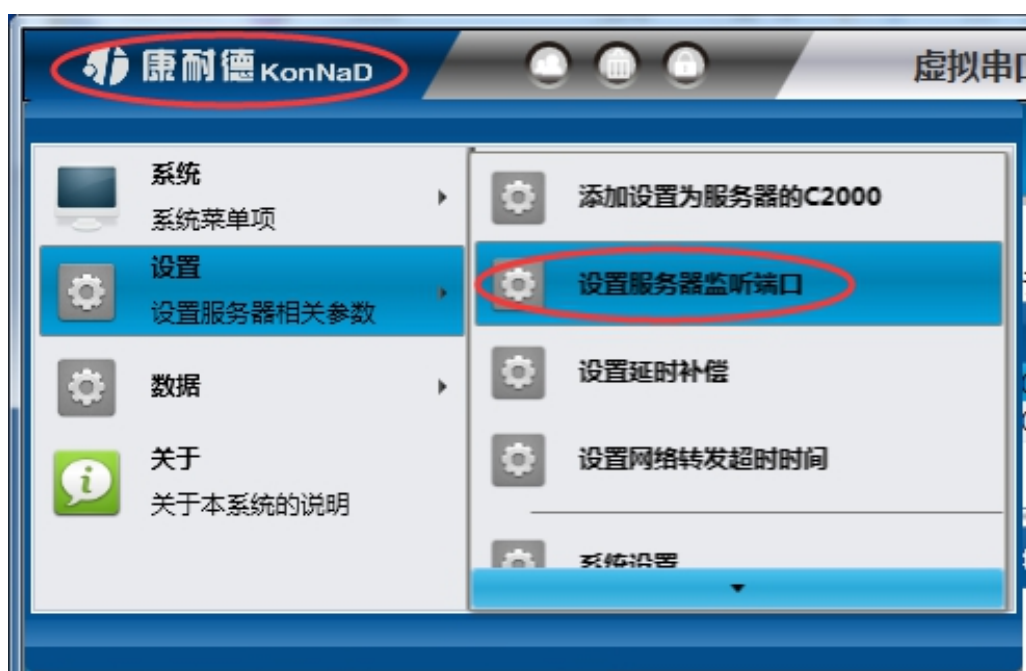 康耐德 KonNaD
虚拟串口
系统
系统菜单项
设置
设置服务器相关参数
数据
关于
关于本系统的说明
添加设置为服务器的C2000
设置服务器监听端口
设置延时补偿
设置网络转发超时时间
系统设置